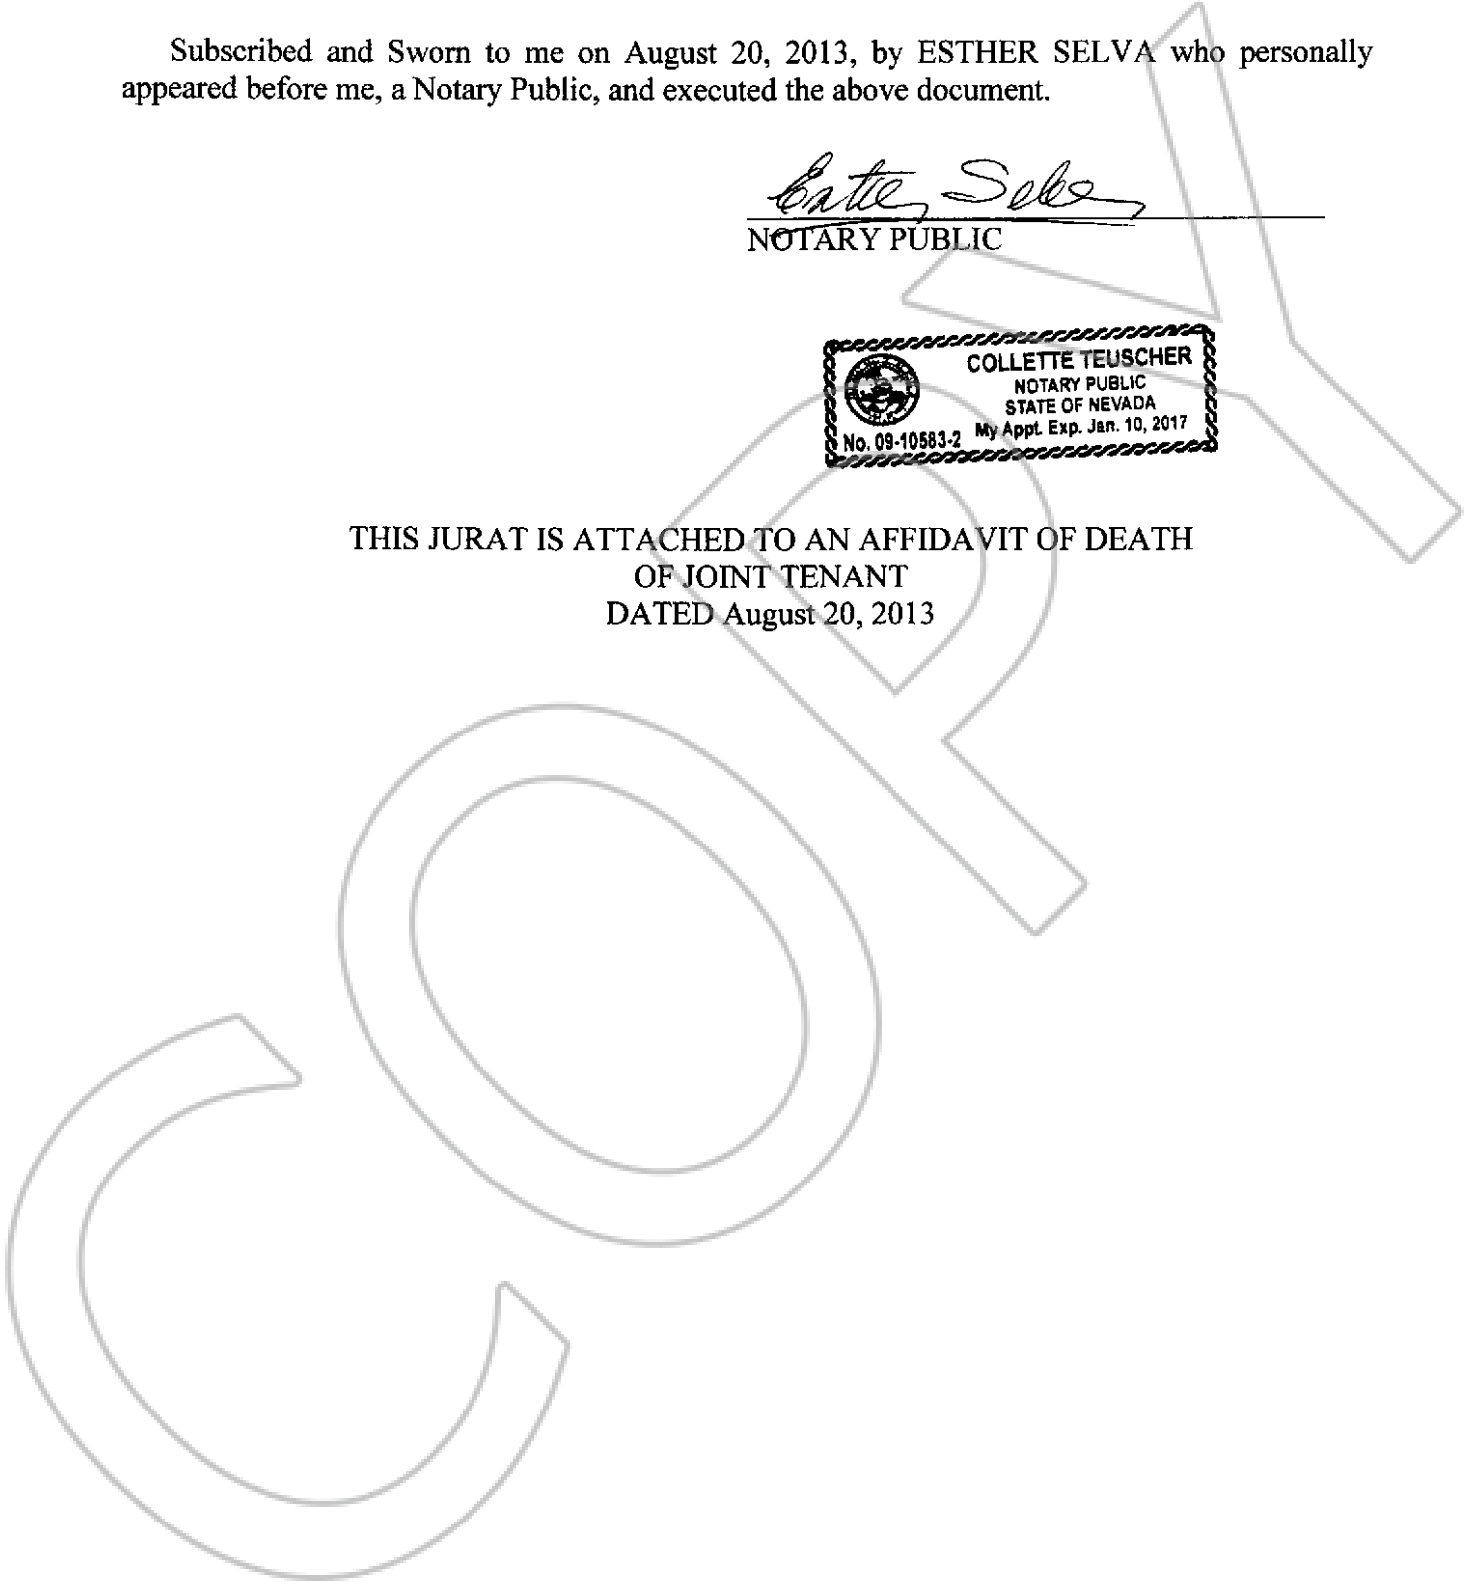 Subscribed and Sworn to me on August 20, 2013, by ESTHER SELVA who personally
appeared before me, a Notary Public, and executed the above document.
Esther Selva
NOTARY PUBLIC
COLLETTE TEUSCHER
NOTARY PUBLIC
STATE OF NEVADA
No. 09-10583-2 My Appt. Exp. Jan. 10, 2017
THIS JURAT IS ATTACHED TO AN AFFIDAVIT OF DEATH
OF JOINT TENANT
DATED August 20, 2013
COPY